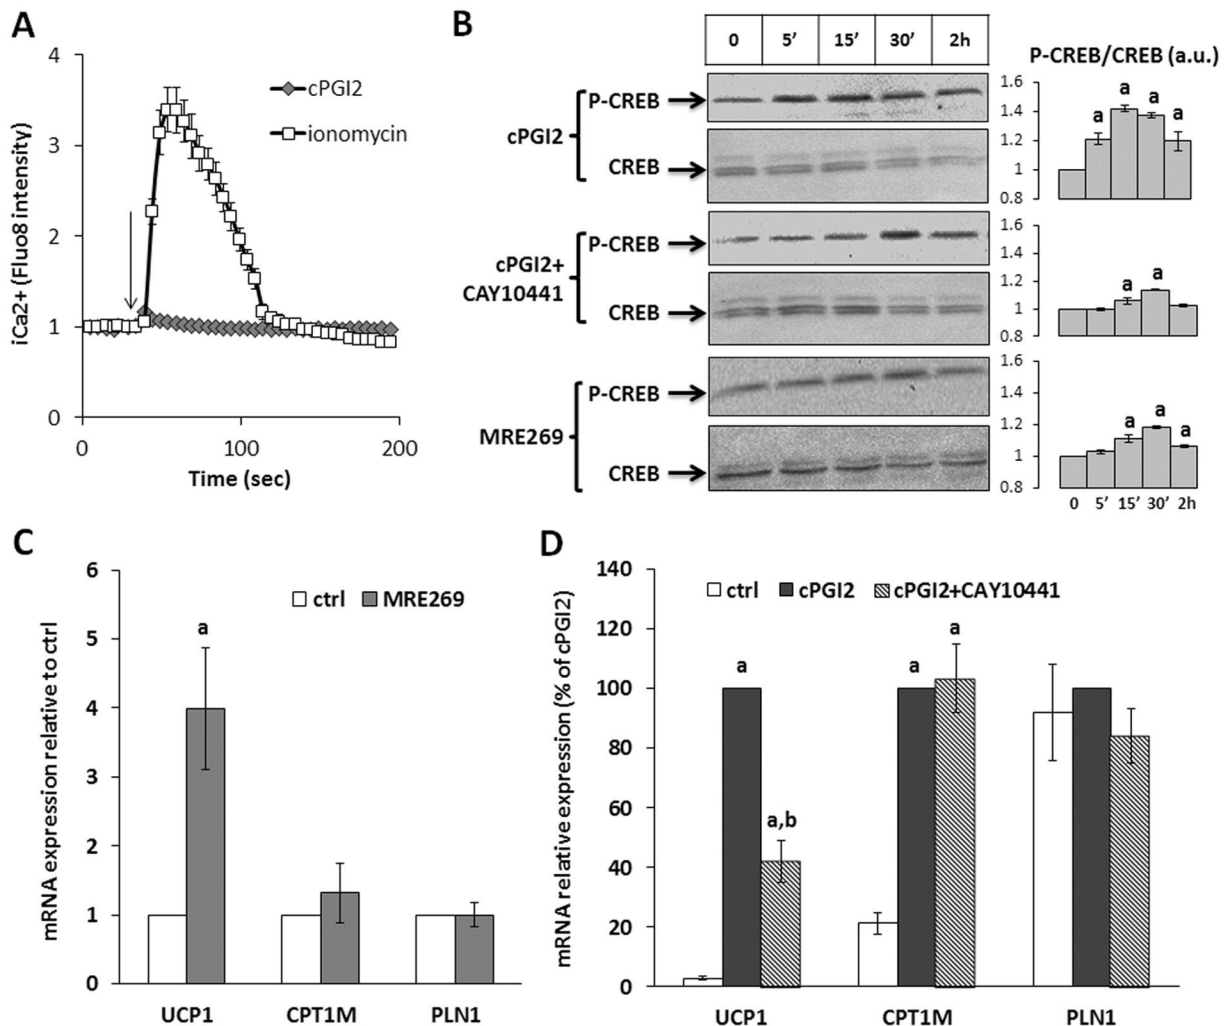 A
4
3
2
1
0
0
100
200
iCa2+ (Fluo8 intensity)
Time (sec)
cPGI2
ionomycin
B
0 5’ 15’ 30’ 2h
P-CREB/CREB (a.u.)
cPGI2
P-CREB
CREB
1.6
1.4
1.2
1
0.8
a a a a
cPGI2+
CAY10441
P-CREB
CREB
1.6
1.4
1.2
1
0.8
a a
MRE269
P-CREB
CREB
1.6
1.4
1.2
1
0.8
a a a
0 5’ 15’ 30’ 2h
C
mRNA expression relative to ctrl
6
5
4
3
2
1
0
ctrl MRE269
a
UCP1 CPT1M PLN1
D
mRNA relative expression (% of cPGI2)
140
120
100
80
60
40
20
0
ctrl cPGI2 cPGI2+CAY10441
a
a,b
a
a
UCP1 CPT1M PLN1